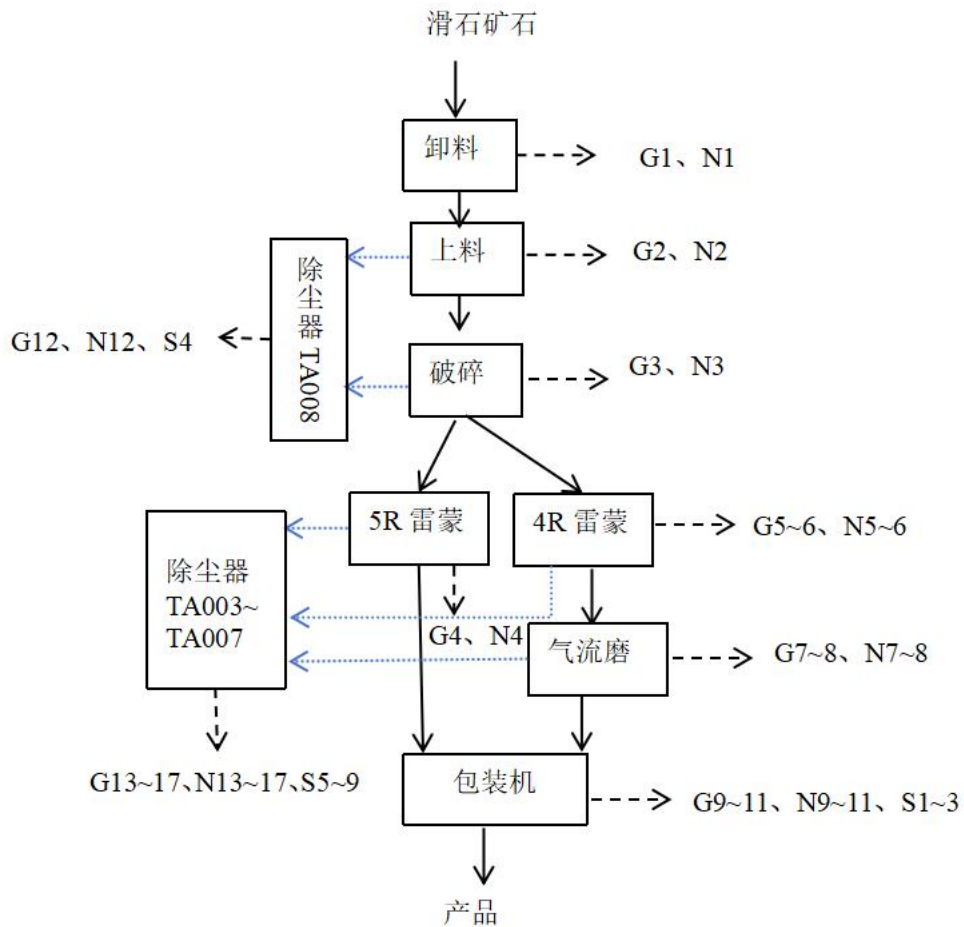 滑石矿石
卸料
G1、N1
上料
G2、N2
除尘器 TA008
G12、N12、S4
破碎
G3、N3
5R 雷蒙
4R 雷蒙
G5~6、N5~6
除尘器
TA003~
TA007
G4、N4
气流磨
G7~8、N7~8
G13~17、N13~17、S5~9
包装机
G9~11、N9~11、S1~3
产品